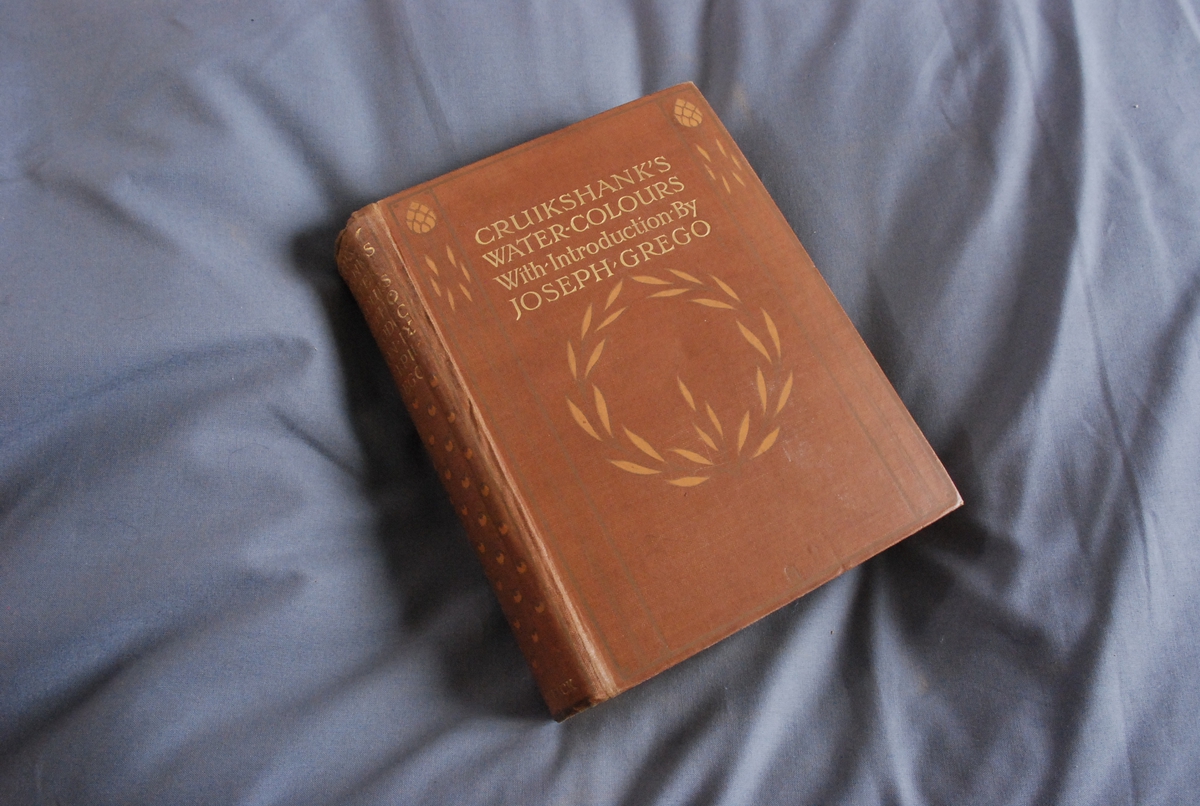 CRUIKSHANK'S
WATER·COLOURS
With·Introduction·By
JOSEPH·GREGO